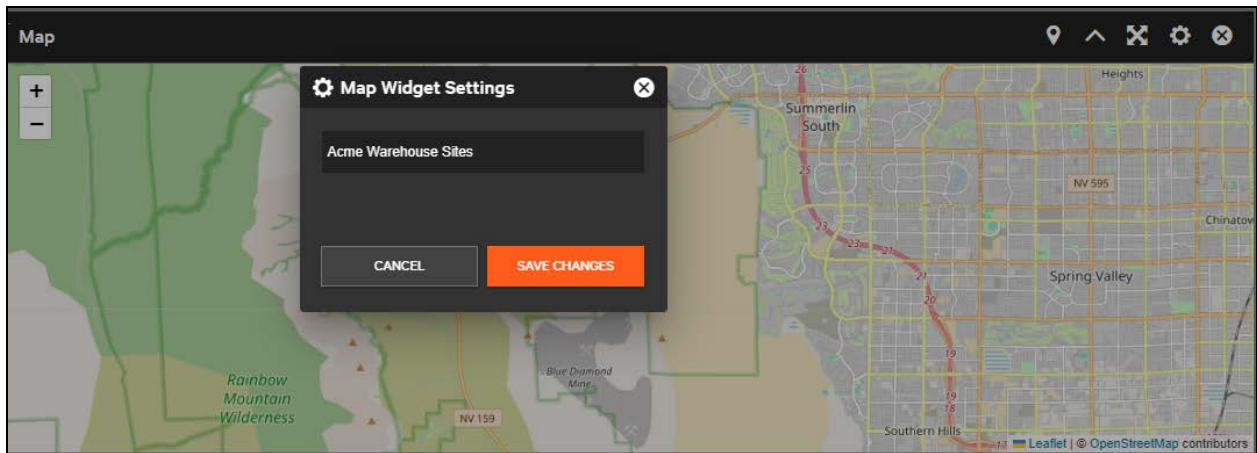 Map
+
−
Map Widget Settings
Acme Warehouse Sites
CANCEL
SAVE CHANGES
26
Heights
Summerlin
South
25
NV 595
Chinatow
23
23
21
21
20
Spring Valley
19
Rainbow
Mountain
Wilderness
Blue Diamond
Mine
NV 159
19
18
Southern Hills
17
Leaflet | © OpenStreetMap contributors